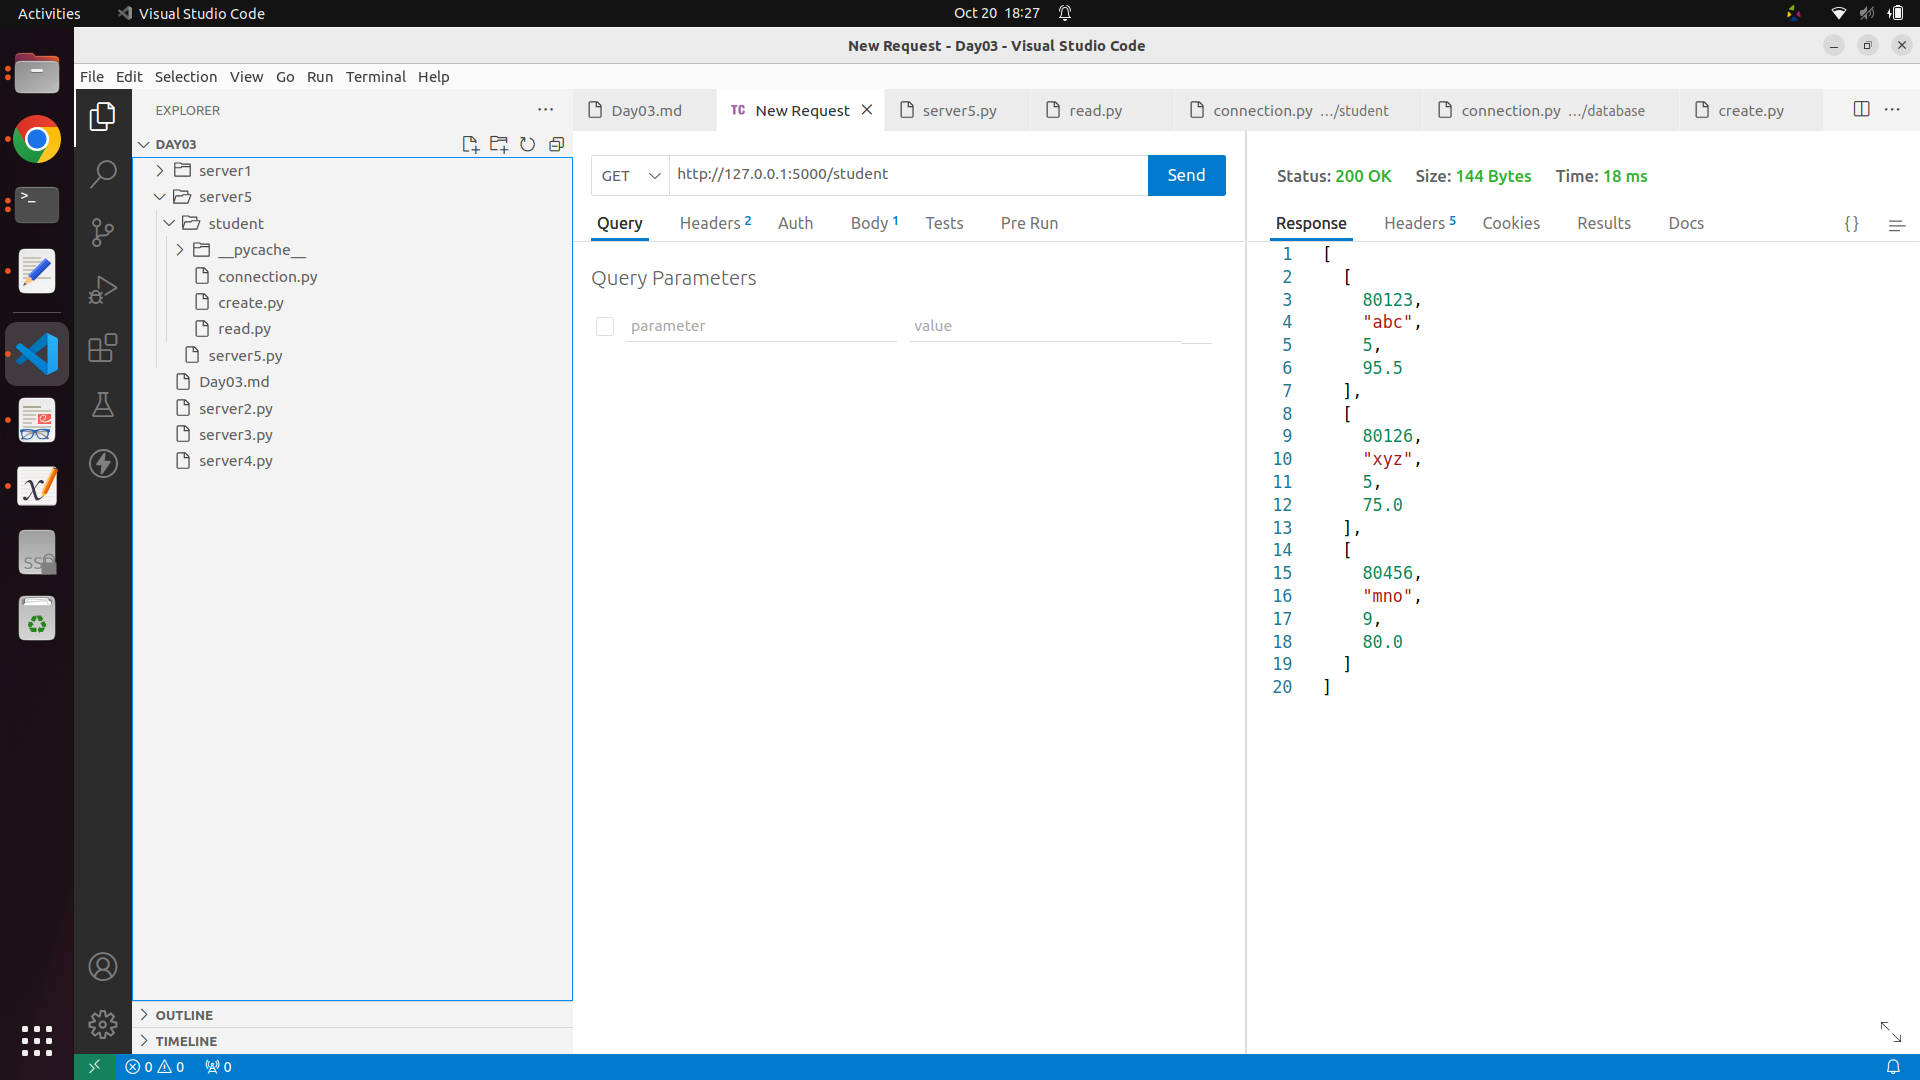 Activities Visual Studio Code Oct 20 18:27
New Request - Day03 - Visual Studio Code
File Edit Selection View Go Run Terminal Help
EXPLORER
DAY03
server1
server5
student
__pycache__
connection.py
create.py
read.py
server5.py
Day03.md
server2.py
server3.py
server4.py
OUTLINE
TIMELINE
Day03.md TC New Request server5.py read.py connection.py .../student connection.py .../database create.py
GET http://127.0.0.1:5000/student Send
Query Headers 2 Auth Body 1 Tests Pre Run
Query Parameters
parameter value
Status: 200 OK Size: 144 Bytes Time: 18 ms
Response Headers 5 Cookies Results Docs {}
1 [
2 [
3 80123,
4 "abc",
5 5,
6 95.5
7 ],
8 [
9 80126,
10 "xyz",
11 5,
12 75.0
13 ],
14 [
15 80456,
16 "mno",
17 9,
18 80.0
19 ]
20 ]
0 0 0